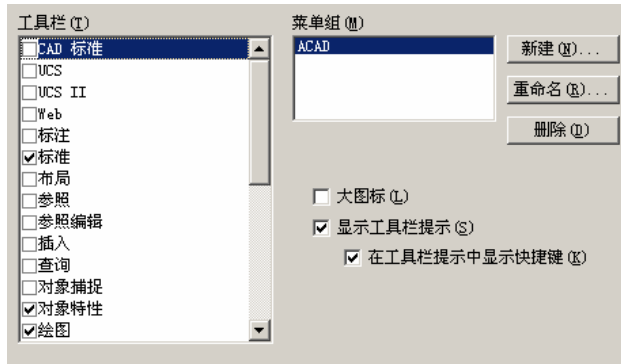 工具栏(T)
菜单组(M)
CAD 标准
UCS
UCS II
Web
标注
标准
布局
参照
参照编辑
插入
查询
对象捕捉
对象特性
绘图
ACAD
新建(N)...
重命名(R)...
删除(D)
大图标(L)
显示工具栏提示(S)
在工具栏提示中显示快捷键(K)